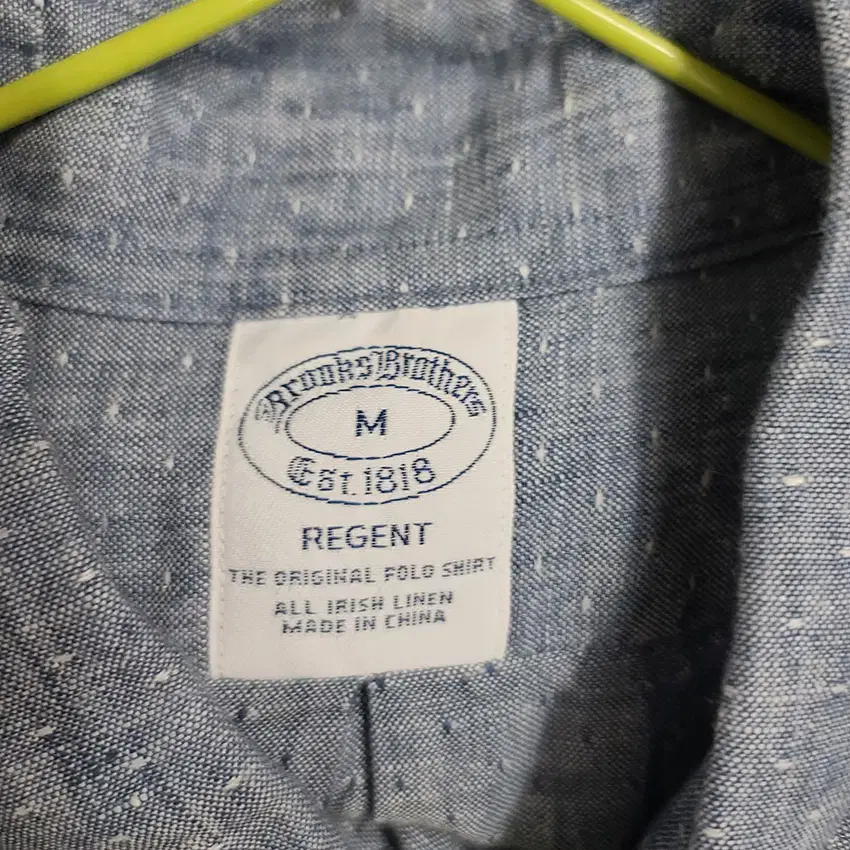 Brooks Brothers
M
Est. 1818
REGENT
THE ORIGINAL POLO SHIRT
ALL IRISH LINEN
MADE IN CHINA